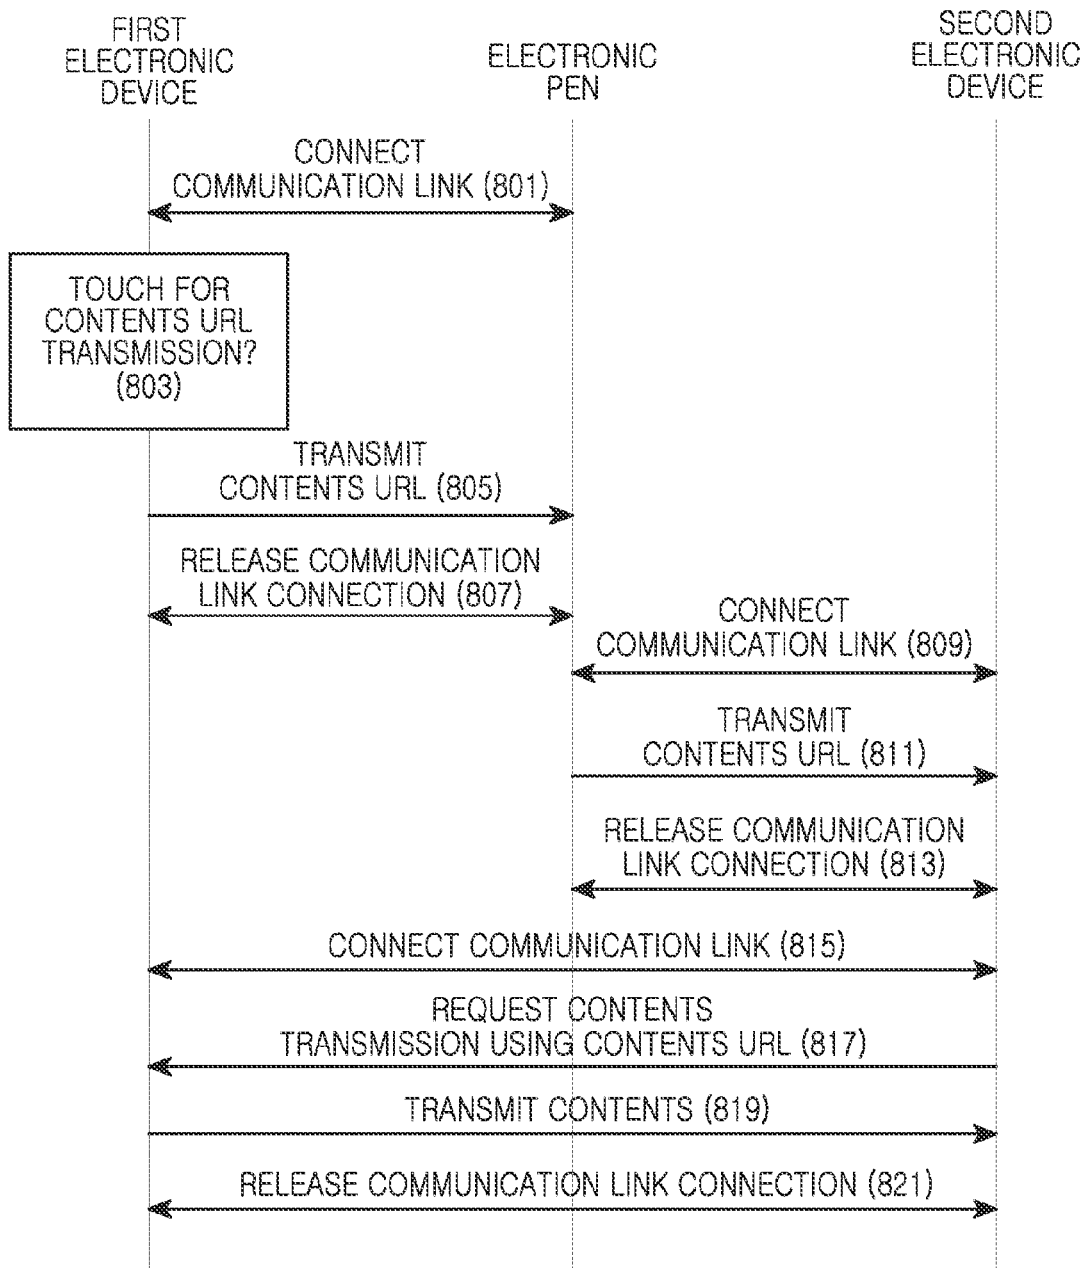 FIRST
ELECTRONIC
DEVICE
ELECTRONIC
PEN
SECOND
ELECTRONIC
DEVICE
CONNECT
COMMUNICATION LINK (801)
TOUCH FOR
CONTENTS URL
TRANSMISSION?
(803)
TRANSMIT
CONTENTS URL (805)
RELEASE COMMUNICATION
LINK CONNECTION (807)
CONNECT
COMMUNICATION LINK (809)
TRANSMIT
CONTENTS URL (811)
RELEASE COMMUNICATION
LINK CONNECTION (813)
CONNECT COMMUNICATION LINK (815)
REQUEST CONTENTS
TRANSMISSION USING CONTENTS URL (817)
TRANSMIT CONTENTS (819)
RELEASE COMMUNICATION LINK CONNECTION (821)